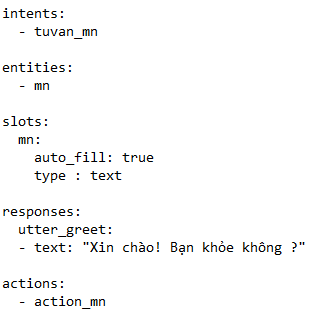 intents:
  - tuvan_mn

entities:
  - mn

slots:
  mn:
    auto_fill: true
    type : text

responses:
  utter_greet:
  - text: "Xin chào! Bạn khỏe không ?"

actions:
  - action_mn